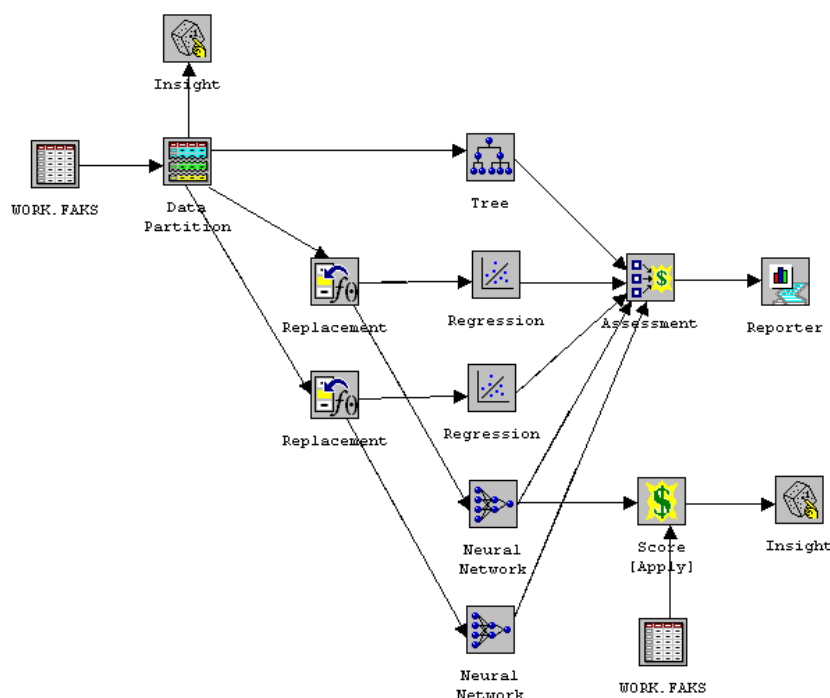 Insight
WORK.FAKS
Data
Partition
Tree
Replacement
Regression
Assessment
Reporter
Replacement
Regression
Neural
Network
Score
[Apply]
Insight
Neural
Network
WORK.FAKS